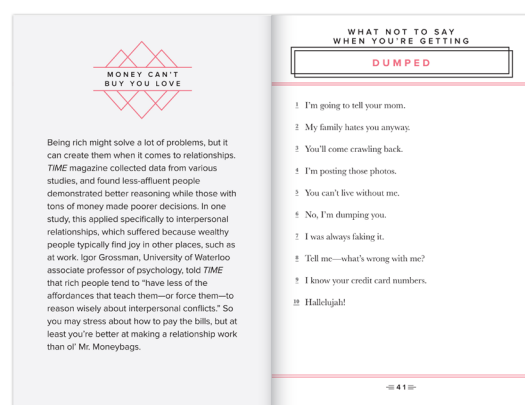 MONEY CAN'T
BUY YOU LOVE
Being rich might solve a lot of problems, but it
can create them when it comes to relationships.
TIME magazine collected data from various
studies, and found less-affluent people
demonstrated better reasoning while those with
tons of money made poorer decisions. In one
study, this applied specifically to interpersonal
relationships, which suffered because wealthy
people typically find joy in other places, such as
at work. Igor Grossman, University of Waterloo
associate professor of psychology, told TIME
that rich people tend to “have less of the
affordances that teach them—or force them—to
reason wisely about interpersonal conflicts.” So
you may stress about how to pay the bills, but at
least you’re better at making a relationship work
than ol’ Mr. Moneybags.
WHAT NOT TO SAY
WHEN YOU'RE GETTING
DUMPED
1 I’m going to tell your mom.
2 My family hates you anyway.
3 You’ll come crawling back.
4 I’m posting those photos.
5 You can’t live without me.
6 No, I’m dumping you.
7 I was always faking it.
8 Tell me—what’s wrong with me?
9 I know your credit card numbers.
10 Hallelujah!
41